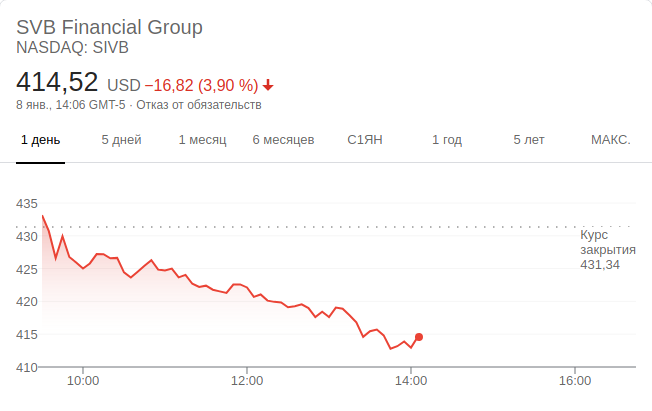 SVB Financial Group
NASDAQ: SIVB
414,52 USD −16,82 (3,90 %)
8 янв., 14:06 GMT-5 · Отказ от обязательств
1 день 5 дней 1 месяц 6 месяцев С1ЯН 1 год 5 лет МАКС.
435
430
425
420
415
410
Курс
закрытия
431,34
10:00 12:00 14:00 16:00